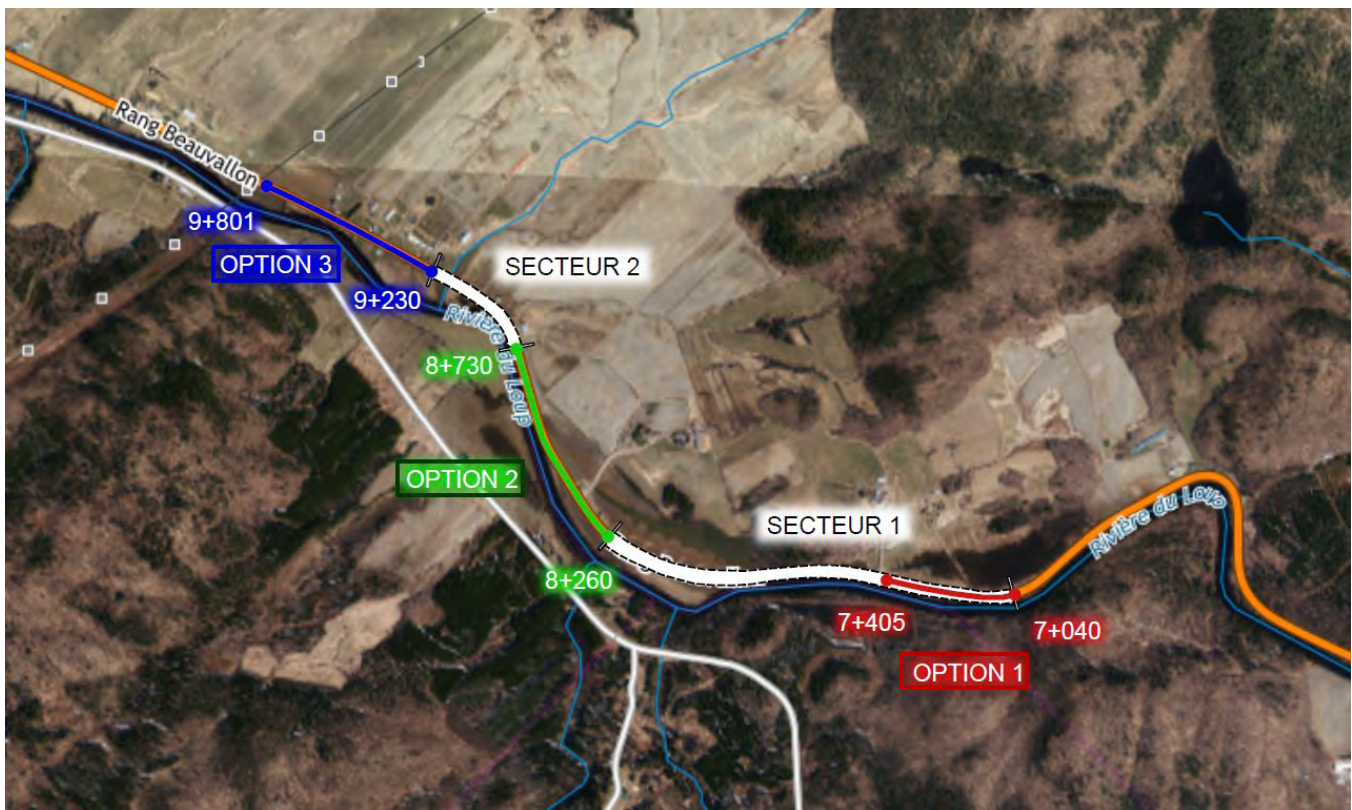 Rang Beauvallon
9+801
OPTION 3
SECTEUR 2
9+230
Rivière du Loup
8+730
OPTION 2
SECTEUR 1
Rivière du Loup
8+260
7+405
7+040
OPTION 1